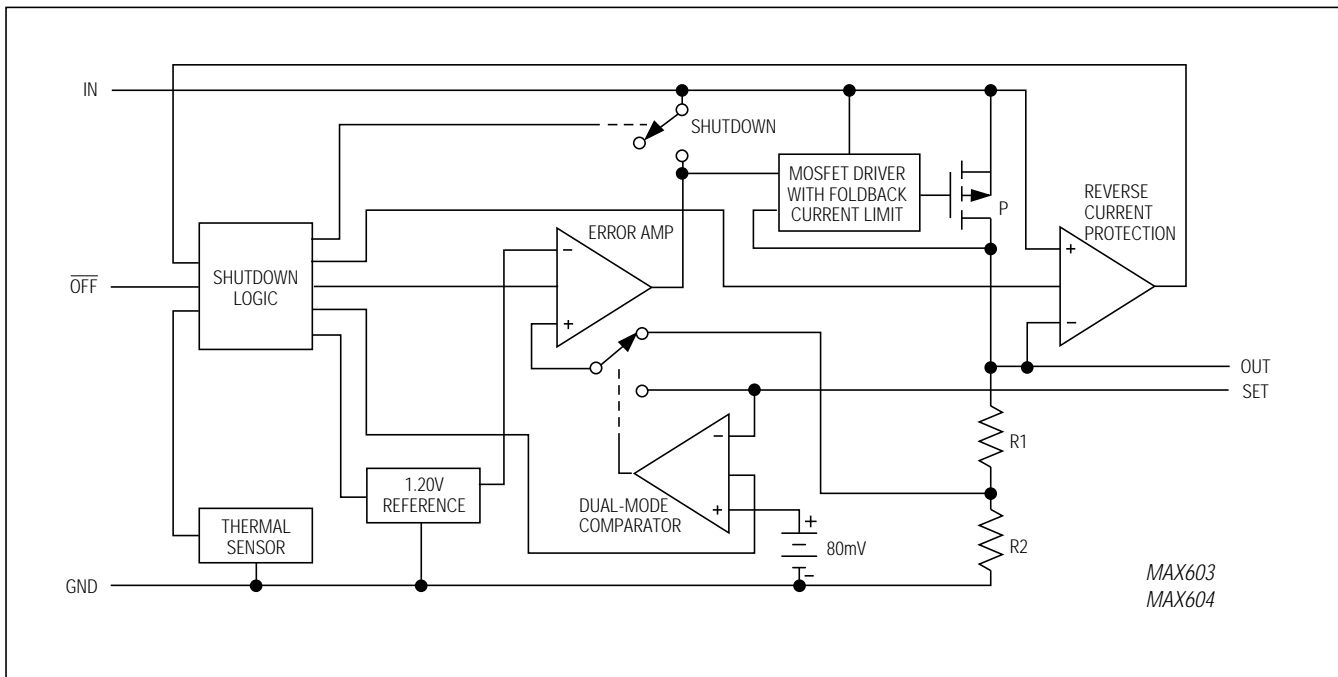 IN
SHUTDOWN
MOSFET DRIVER
WITH FOLDBACK
CURRENT LIMIT
P
REVERSE
CURRENT
PROTECTION
+
−
ERROR AMP
−
+
OFF
SHUTDOWN
LOGIC
OUT
SET
R1
−
+
DUAL-MODE
COMPARATOR
1.20V
REFERENCE
THERMAL
SENSOR
+
80mV
−
R2
GND
MAX603
MAX604